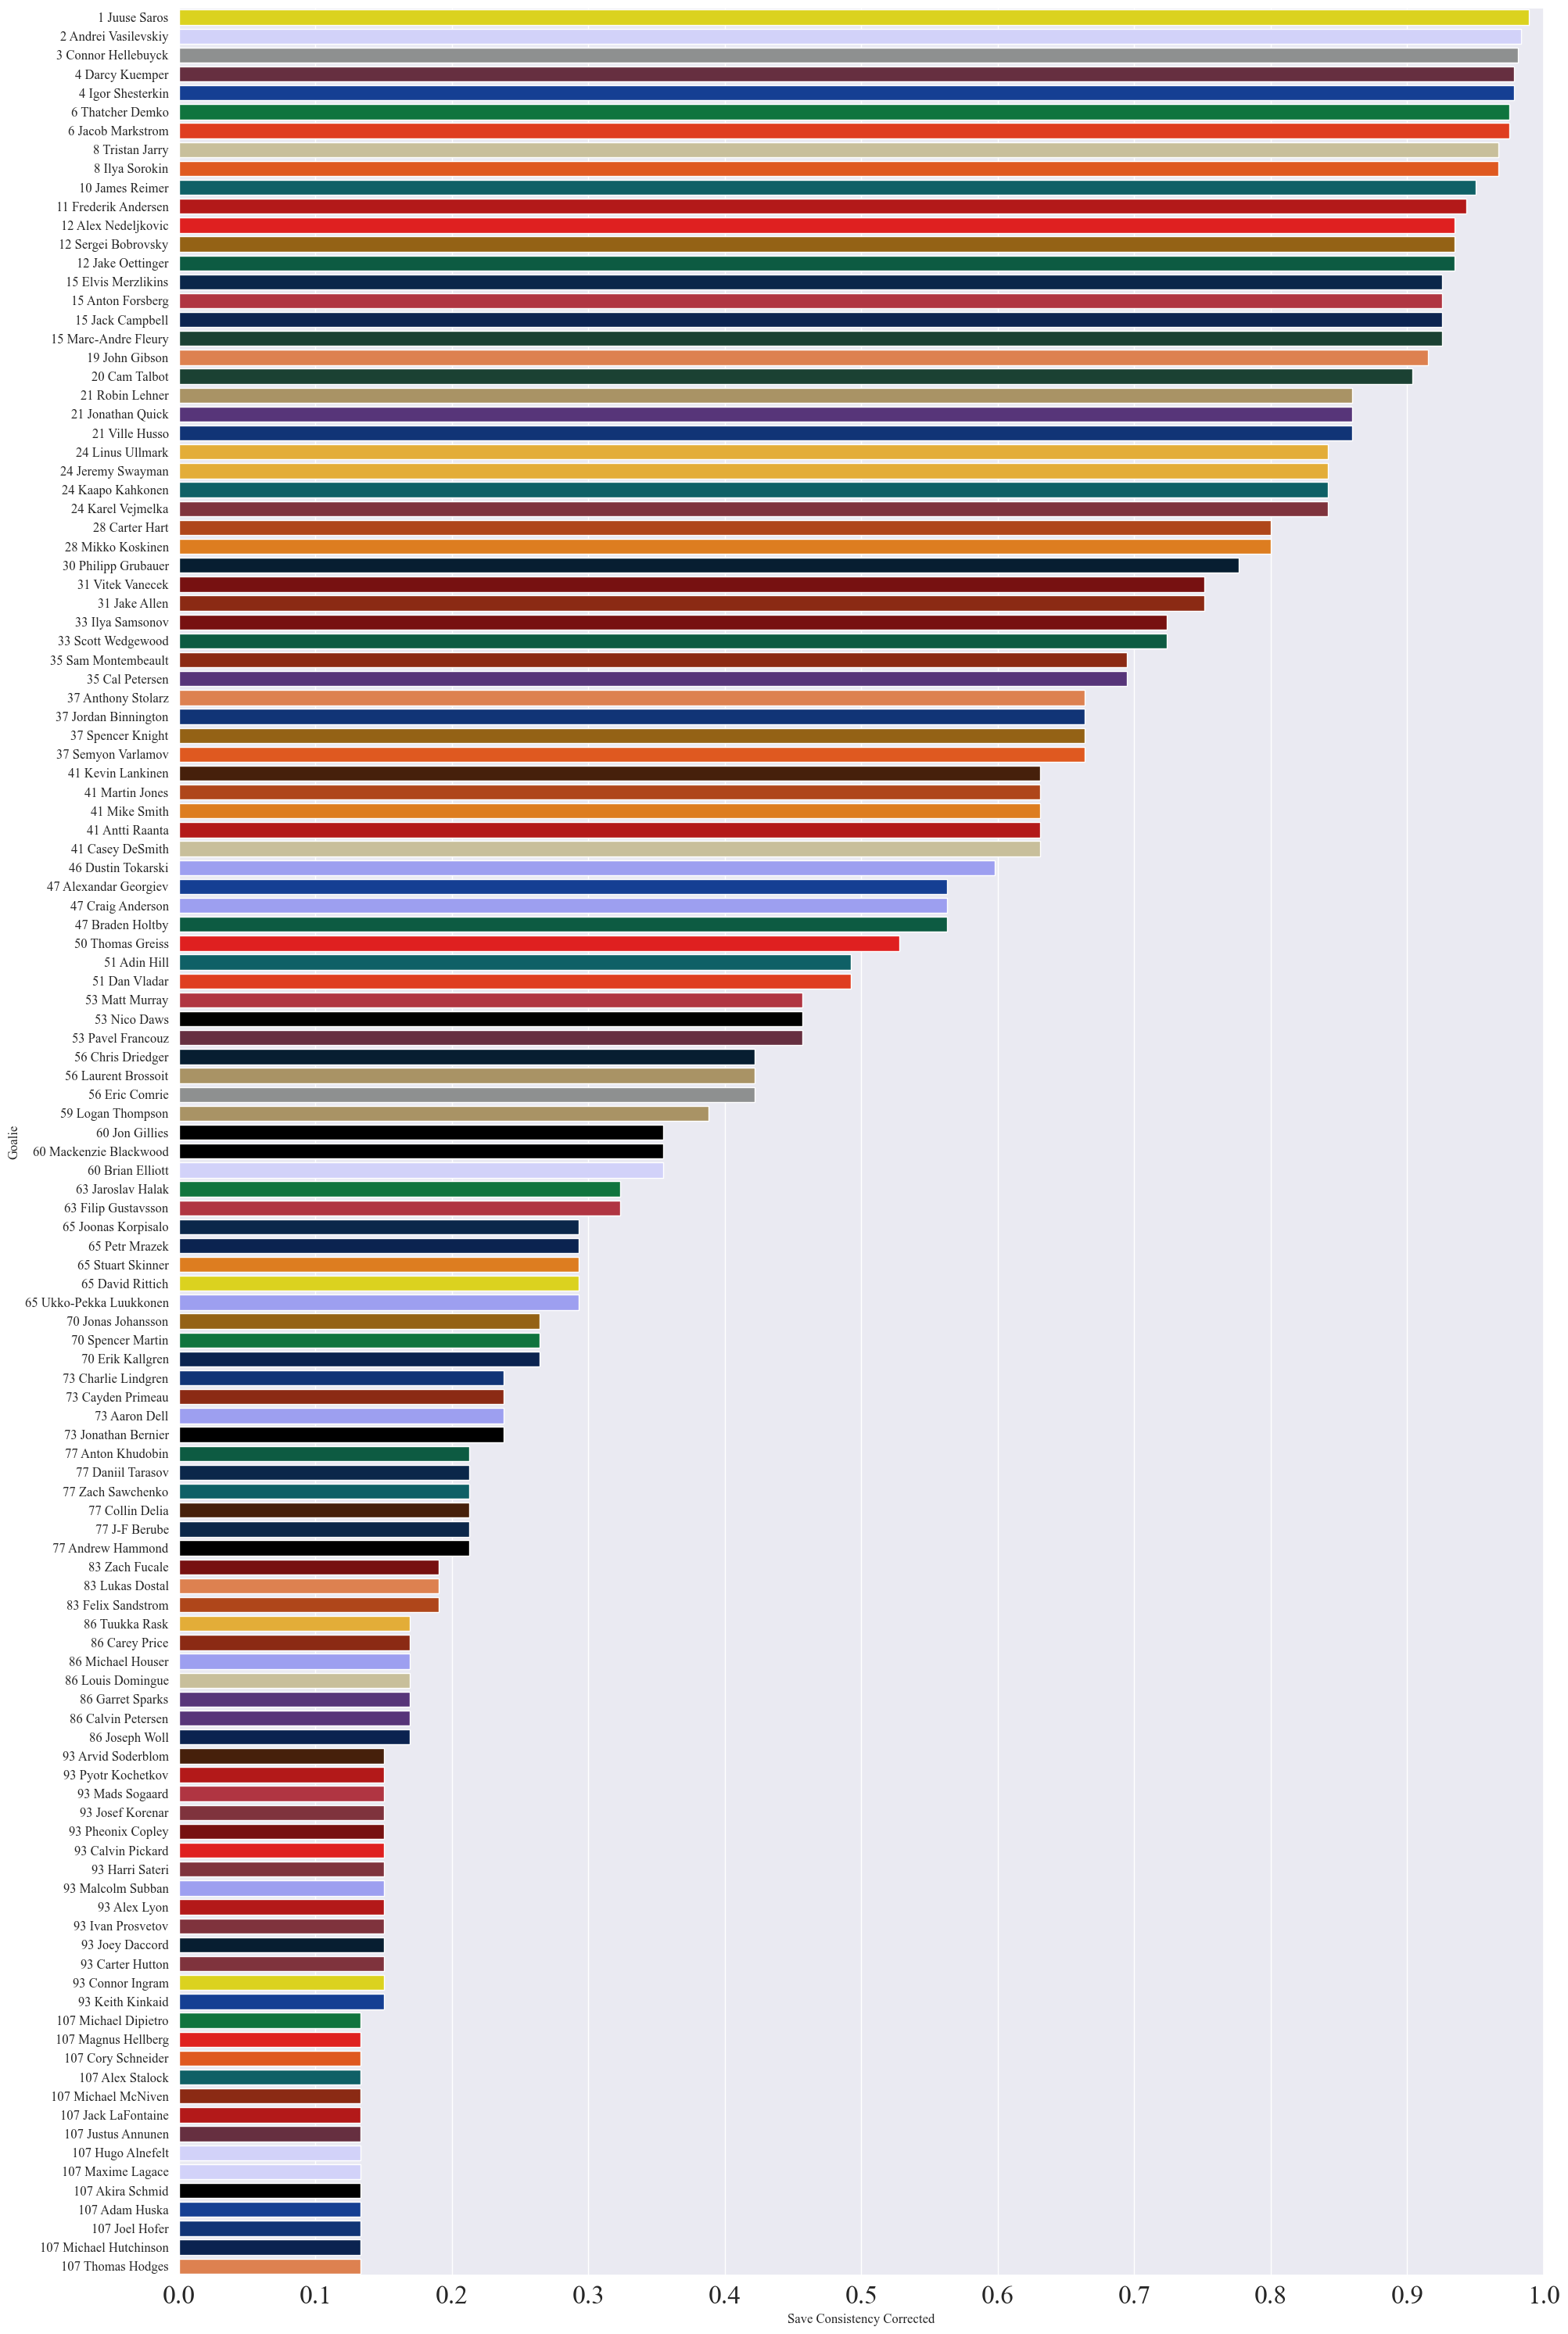 1 Juuse Saros
2 Andrei Vasilevskiy
3 Connor Hellebuyck
4 Darcy Kuemper
4 Igor Shesterkin
6 Thatcher Demko
6 Jacob Markstrom
8 Tristan Jarry
8 Ilya Sorokin
10 James Reimer
11 Frederik Andersen
12 Alex Nedeljkovic
12 Sergei Bobrovsky
12 Jake Oettinger
15 Elvis Merzlikins
15 Anton Forsberg
15 Jack Campbell
15 Marc-Andre Fleury
19 John Gibson
20 Cam Talbot
21 Robin Lehner
21 Jonathan Quick
21 Ville Husso
24 Linus Ullmark
24 Jeremy Swayman
24 Kaapo Kahkonen
24 Karel Vejmelka
28 Carter Hart
28 Mikko Koskinen
30 Philipp Grubauer
31 Vitek Vanecek
31 Jake Allen
33 Ilya Samsonov
33 Scott Wedgewood
35 Sam Montembeault
35 Cal Petersen
37 Anthony Stolarz
37 Jordan Binnington
37 Spencer Knight
37 Semyon Varlamov
41 Kevin Lankinen
41 Martin Jones
41 Mike Smith
41 Antti Raanta
41 Casey DeSmith
46 Dustin Tokarski
47 Alexandar Georgiev
47 Craig Anderson
47 Braden Holtby
50 Thomas Greiss
51 Adin Hill
51 Dan Vladar
53 Matt Murray
53 Nico Daws
53 Pavel Francouz
56 Chris Driedger
56 Laurent Brossoit
56 Eric Comrie
59 Logan Thompson
60 Jon Gillies
60 Mackenzie Blackwood
60 Brian Elliott
63 Jaroslav Halak
63 Filip Gustavsson
65 Joonas Korpisalo
65 Petr Mrazek
65 Stuart Skinner
65 David Rittich
65 Ukko-Pekka Luukkonen
70 Jonas Johansson
70 Spencer Martin
70 Erik Kallgren
73 Charlie Lindgren
73 Cayden Primeau
73 Aaron Dell
73 Jonathan Bernier
77 Anton Khudobin
77 Daniil Tarasov
77 Zach Sawchenko
77 Collin Delia
77 J-F Berube
77 Andrew Hammond
83 Zach Fucale
83 Lukas Dostal
83 Felix Sandstrom
86 Tuukka Rask
86 Carey Price
86 Michael Houser
86 Louis Domingue
86 Garret Sparks
86 Calvin Petersen
86 Joseph Woll
93 Arvid Soderblom
93 Pyotr Kochetkov
93 Mads Sogaard
93 Josef Korenar
93 Pheonix Copley
93 Calvin Pickard
93 Harri Sateri
93 Malcolm Subban
93 Alex Lyon
93 Ivan Prosvetov
93 Joey Daccord
93 Carter Hutton
93 Connor Ingram
93 Keith Kinkaid
107 Michael Dipietro
107 Magnus Hellberg
107 Cory Schneider
107 Alex Stalock
107 Michael McNiven
107 Jack LaFontaine
107 Justus Annunen
107 Hugo Alnefelt
107 Maxime Lagace
107 Akira Schmid
107 Adam Huska
107 Joel Hofer
107 Michael Hutchinson
107 Thomas Hodges
Goalie
0.0 0.1 0.2 0.3 0.4 0.5 0.6 0.7 0.8 0.9 1.0
Save Consistency Corrected